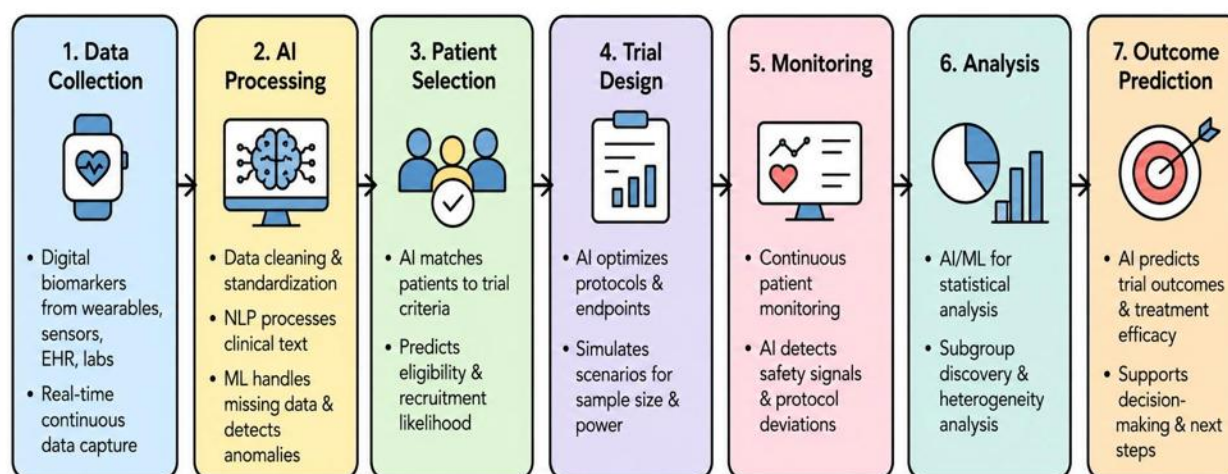 1. Data
Collection
• Digital
biomarkers
from wearables,
sensors,
EHR, labs
• Real-time
continuous
data capture
2. AI
Processing
• Data cleaning &
standardization
• NLP processes
clinical text
• ML handles
missing data &
detects
anomalies
3. Patient
Selection
• AI matches
patients to trial
criteria
• Predicts
eligibility &
recruitment
likelihood
4. Trial
Design
• AI optimizes
protocols &
endpoints
• Simulates
scenarios for
sample size &
power
5. Monitoring
• Continuous
patient
monitoring
• AI detects
safety signals
& protocol
deviations
6. Analysis
• AI/ML for
statistical
analysis
• Subgroup
discovery &
heterogeneity
analysis
7. Outcome
Prediction
• AI predicts
trial outcomes
& treatment
efficacy
• Supports
decision-
making & next
steps